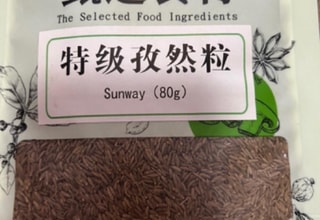 The Selected Food Ingredients
特级孜然粒
Sunway (80g)